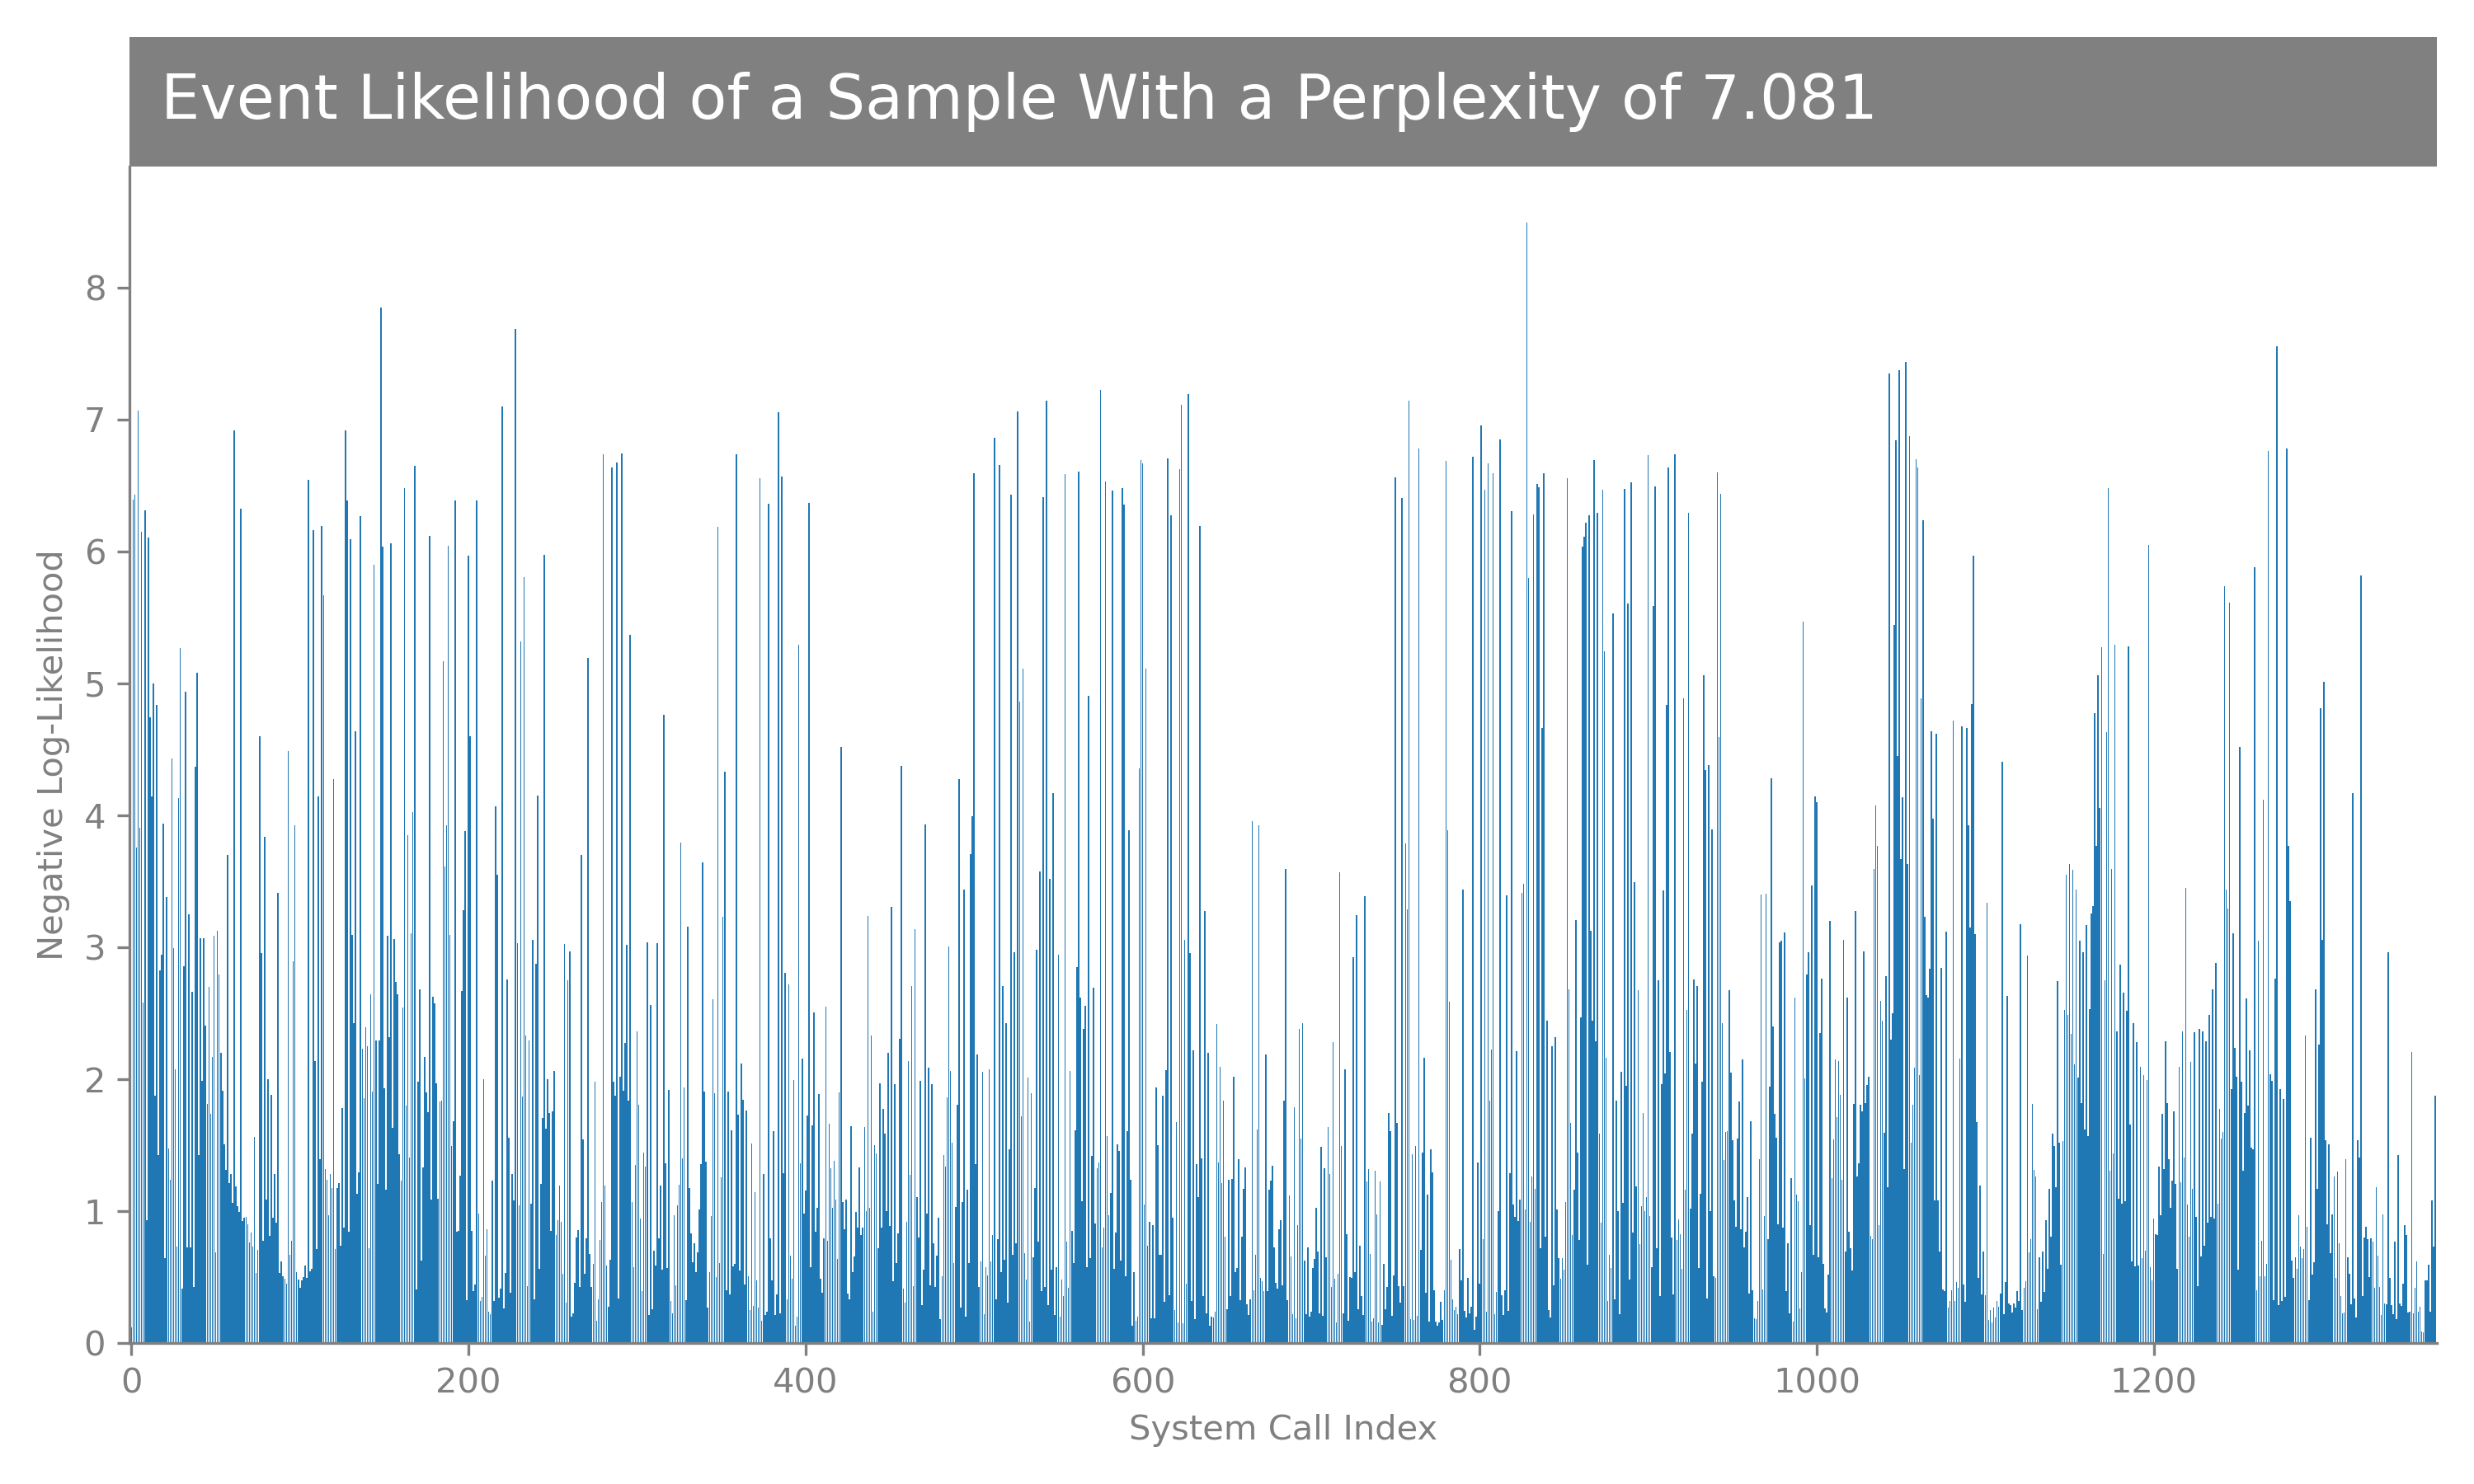 Event Likelihood of a Sample With a Perplexity of 7.081
8
7
6
5
4
3
2
1
0
Negative Log-Likelihood
0 200 400 600 800 1000 1200
System Call Index